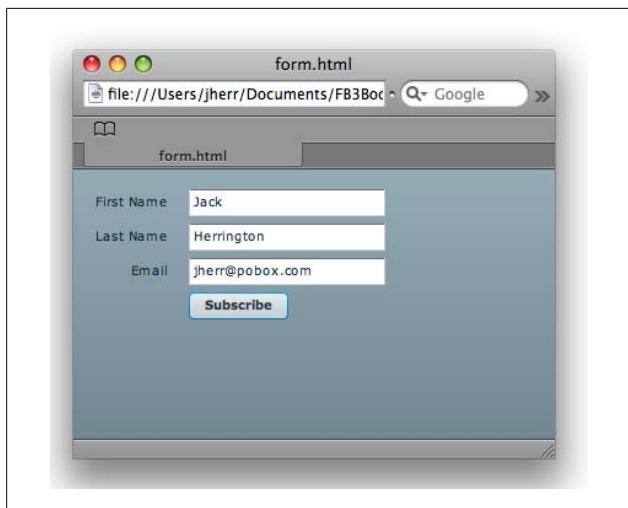 form.html
file:///Users/jherr/Documents/FB3Boc
Google
form.html
First Name Jack
Last Name Herrington
Email jherr@pobox.com
Subscribe